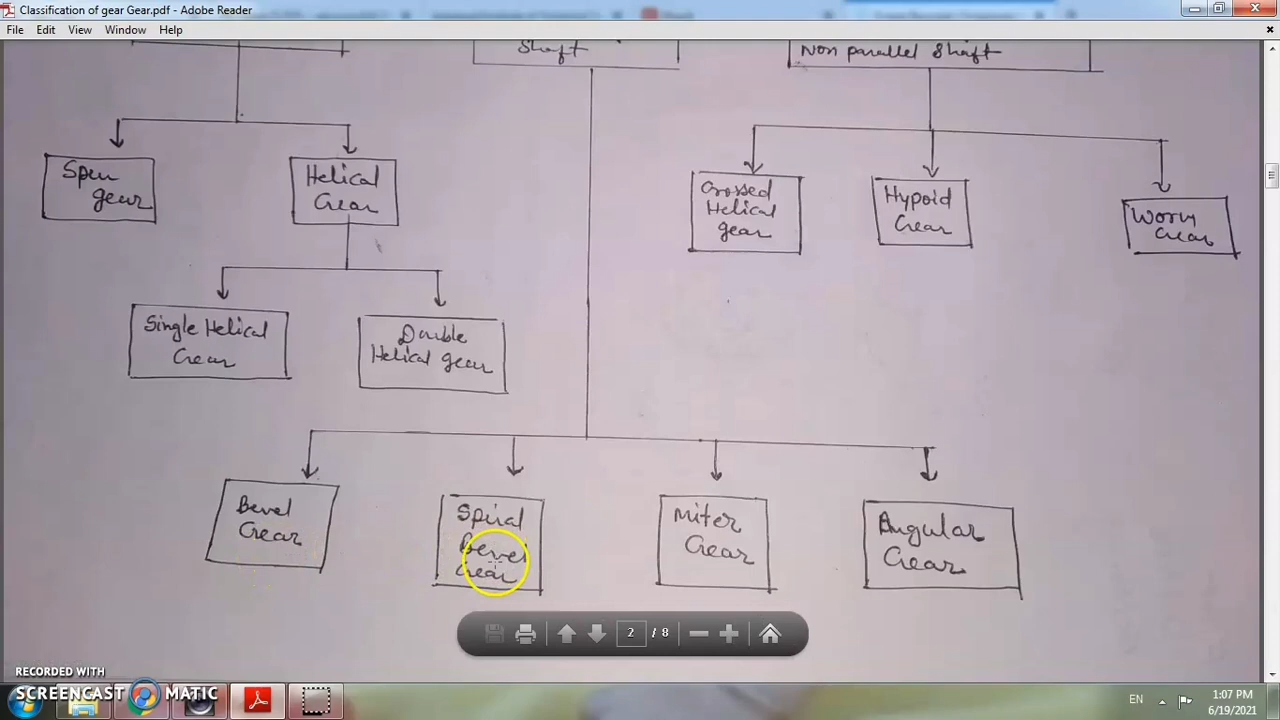 Classification of gear Gear.pdf - Adobe Reader
File Edit View Window Help
Shaft
Non parallel Shaft
Spur
gear
Helical
Gear
Crossed
Helical
gear
Hypoid
Gear
Worm
Gear
Single Helical
Gear
Double
Helical gear
Bevel
Gear
Spiral
Bevel
Gear
Miter
Gear
Angular
Gear
2 / 8
RECORDED WITH
SCREENCAST MATIC
EN
1:07 PM
6/19/2021